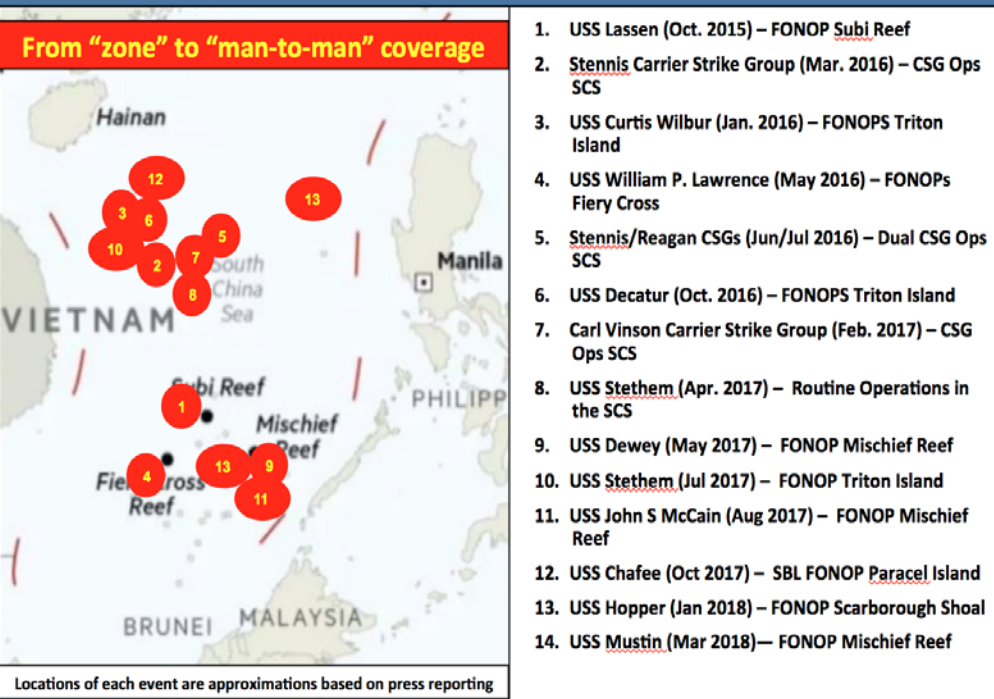 From “zone” to “man-to-man” coverage
Hainan
12
13
3
6
5
10
7
2
South
China
Sea
8
Manila
VIETNAM
Subi Reef
1
PHILIPP
Mischief
Reef
13
9
4
Fiery Cross
Reef
11
BRUNEI
MALAYSIA
Locations of each event are approximations based on press reporting
1. USS Lassen (Oct. 2015) – FONOP Subi Reef
2. Stennis Carrier Strike Group (Mar. 2016) – CSG Ops
SCS
3. USS Curtis Wilbur (Jan. 2016) – FONOPS Triton
Island
4. USS William P. Lawrence (May 2016) – FONOPs
Fiery Cross
5. Stennis/Reagan CSGs (Jun/Jul 2016) – Dual CSG Ops
SCS
6. USS Decatur (Oct. 2016) – FONOPS Triton Island
7. Carl Vinson Carrier Strike Group (Feb. 2017) – CSG
Ops SCS
8. USS Stethem (Apr. 2017) – Routine Operations in
the SCS
9. USS Dewey (May 2017) – FONOP Mischief Reef
10. USS Stethem (Jul 2017) – FONOP Triton Island
11. USS John S McCain (Aug 2017) – FONOP Mischief
Reef
12. USS Chafee (Oct 2017) – SBL FONOP Paracel Island
13. USS Hopper (Jan 2018) – FONOP Scarborough Shoal
14. USS Mustin (Mar 2018)— FONOP Mischief Reef